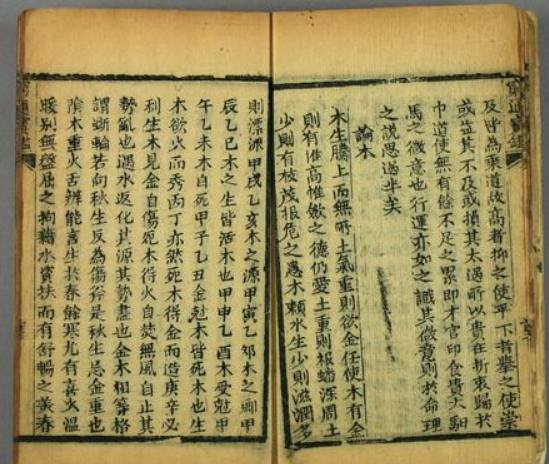 及皆為乘道故高者抑之使平下者舉之使崇
或益其不及或損其太過所以貴在折衷歸於
中道使無有餘不足之累即才官印食貴人馹
馬之微意也行運亦如之識其微意則於命理
之說思過半矣
論木
木生騰上而無所止氣重則欲金任使木有金
則有惟高惟斂之德仍愛土重則根蟠深固土
少則有枝茂根危之患木賴水生少則滋潤多
則漂流甲戌乙亥木之源甲寅乙卯木之鄉甲
辰乙巳木之生皆活木也甲申乙酉木受剋甲
午乙未木自死甲子乙丑金剋木皆死木也生
木欲火而秀丙丁亦然死木得金而造庚辛必
利生木見金自傷死木得火自焚無風自止其
勢亂也遇水返化其源其勢盡也金木相等格
謂斲輪若向秋生反為傷斧是秋生忌金重也
陰木重火舌辨能言生於春餘寒尤有喜火溫
暖別無盤屈之拘藉水資扶而有舒暢之美春